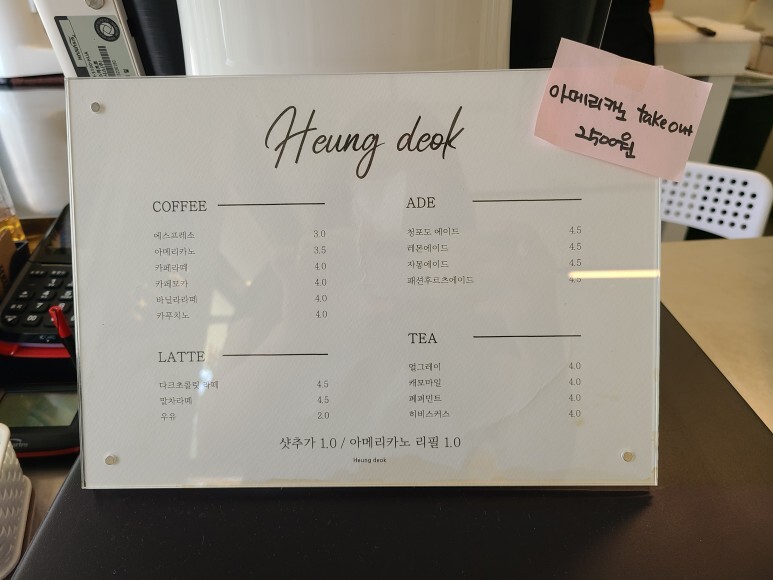 Heung deok
아메리카노 take out
2500원
COFFEE
에스프레소 3.0
아메리카노 3.5
카페라떼 4.0
카페모카 4.0
바닐라라떼 4.0
카푸치노 4.0
LATTE
다크초콜릿 라떼 4.5
말차라떼 4.5
우유 2.0
ADE
청포도 에이드 4.5
레몬에이드 4.5
자몽에이드 4.5
패션후르츠에이드 4.5
TEA
얼그레이 4.0
캐모마일 4.0
페퍼민트 4.0
히비스커스 4.0
샷추가 1.0 / 아메리카노 리필 1.0
Heung deok